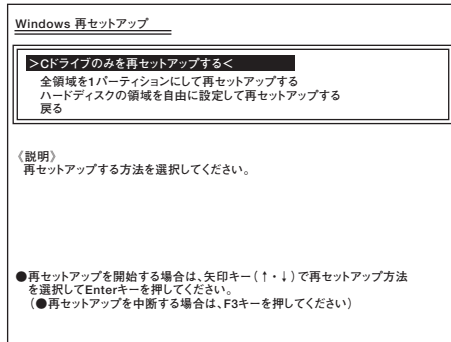 Windows 再セットアップ
>Cドライブのみを再セットアップする<
全領域を1パーティションにして再セットアップする
ハードディスクの領域を自由に設定して再セットアップする
戻る
《説明》
再セットアップする方法を選択してください。
●再セットアップを開始する場合は、矢印キー(↑・↓)で再セットアップ方法
を選択してEnterキーを押してください。
(●再セットアップを中断する場合は、F3キーを押してください)